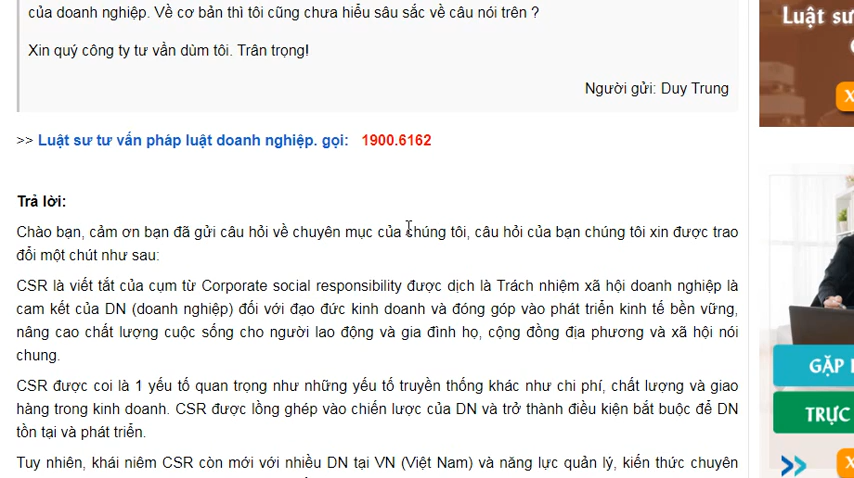 của doanh nghiệp. Về cơ bản thì tôi cũng chưa hiểu sâu sắc về câu nói trên ?
Xin quý công ty tư vấn dùm tôi. Trân trọng!
Người gửi: Duy Trung
>> Luật sư tư vấn pháp luật doanh nghiệp. gọi: 1900.6162
Trả lời:
Chào bạn, cảm ơn bạn đã gửi câu hỏi về chuyên mục của chúng tôi, câu hỏi của bạn chúng tôi xin được trao
đổi một chút như sau:
CSR là viết tắt của cụm từ Corporate social responsibility được dịch là Trách nhiệm xã hội doanh nghiệp là
cam kết của DN (doanh nghiệp) đối với đạo đức kinh doanh và đóng góp vào phát triển kinh tế bền vững,
nâng cao chất lượng cuộc sống cho người lao động và gia đình họ, cộng đồng địa phương và xã hội nói
chung.
CSR được coi là 1 yếu tố quan trọng như những yếu tố truyền thống khác như chi phí, chất lượng và giao
hàng trong kinh doanh. CSR được lồng ghép vào chiến lược của DN và trở thành điều kiện bắt buộc để DN
tồn tại và phát triển.
Tuy nhiên, khái niệm CSR còn mới với nhiều DN tại VN (Việt Nam) và năng lực quản lý, kiến thức chuyên
Luật sư
GẶP
TRỰC